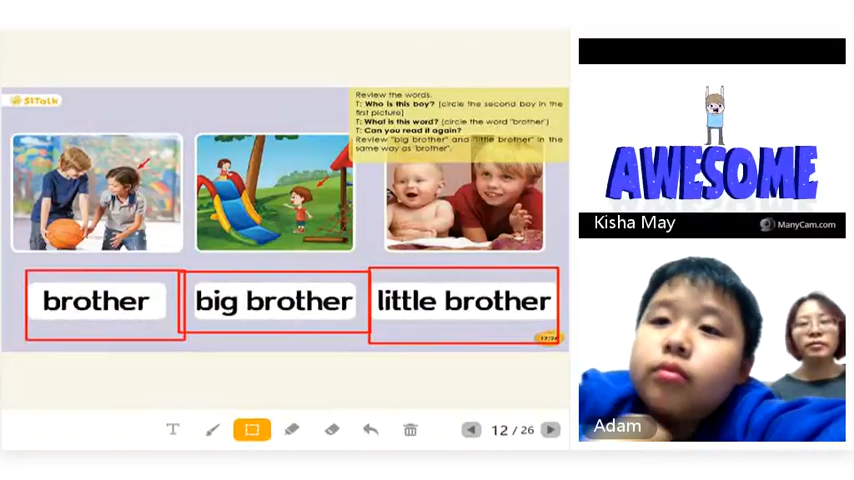 51Talk
Review the words.
T: Who is this boy? (circle the second boy in the
first picture)
T: What is this word? (circle the word "brother")
T: Can you read it again?
Review "big brother" and "little brother" in the
same way as 'brother'.
brother
big brother
little brother
12/26
T
12 / 26
AWESOME
Kisha May
ManyCam.com
Adam